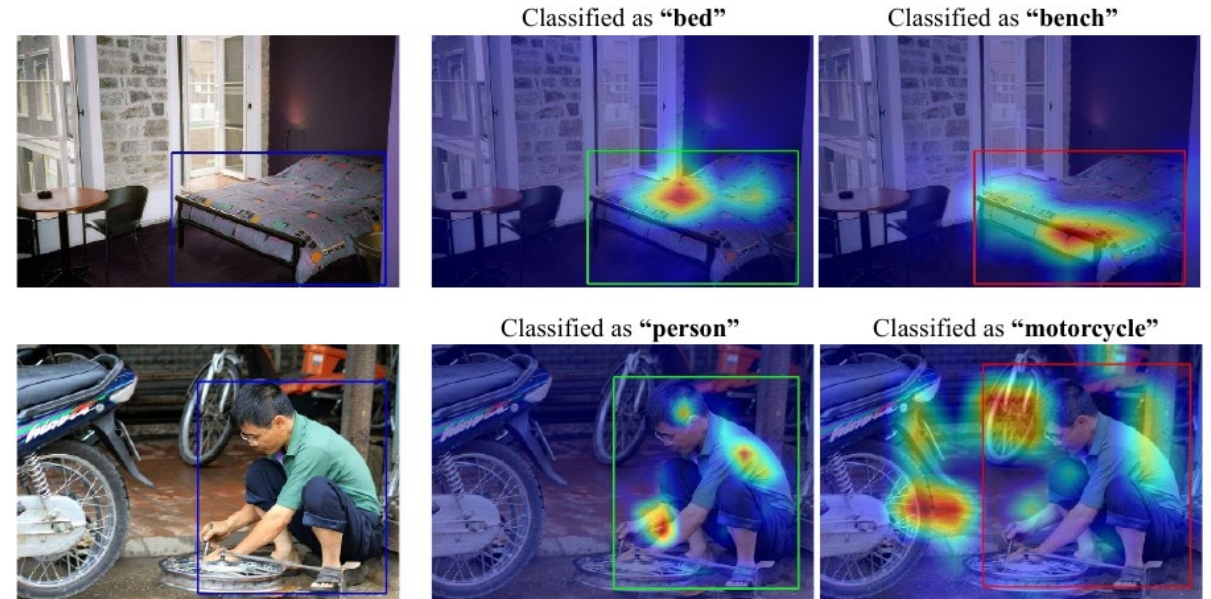 Classified as “bed”
Classified as “bench”
Classified as “person”
Classified as “motorcycle”